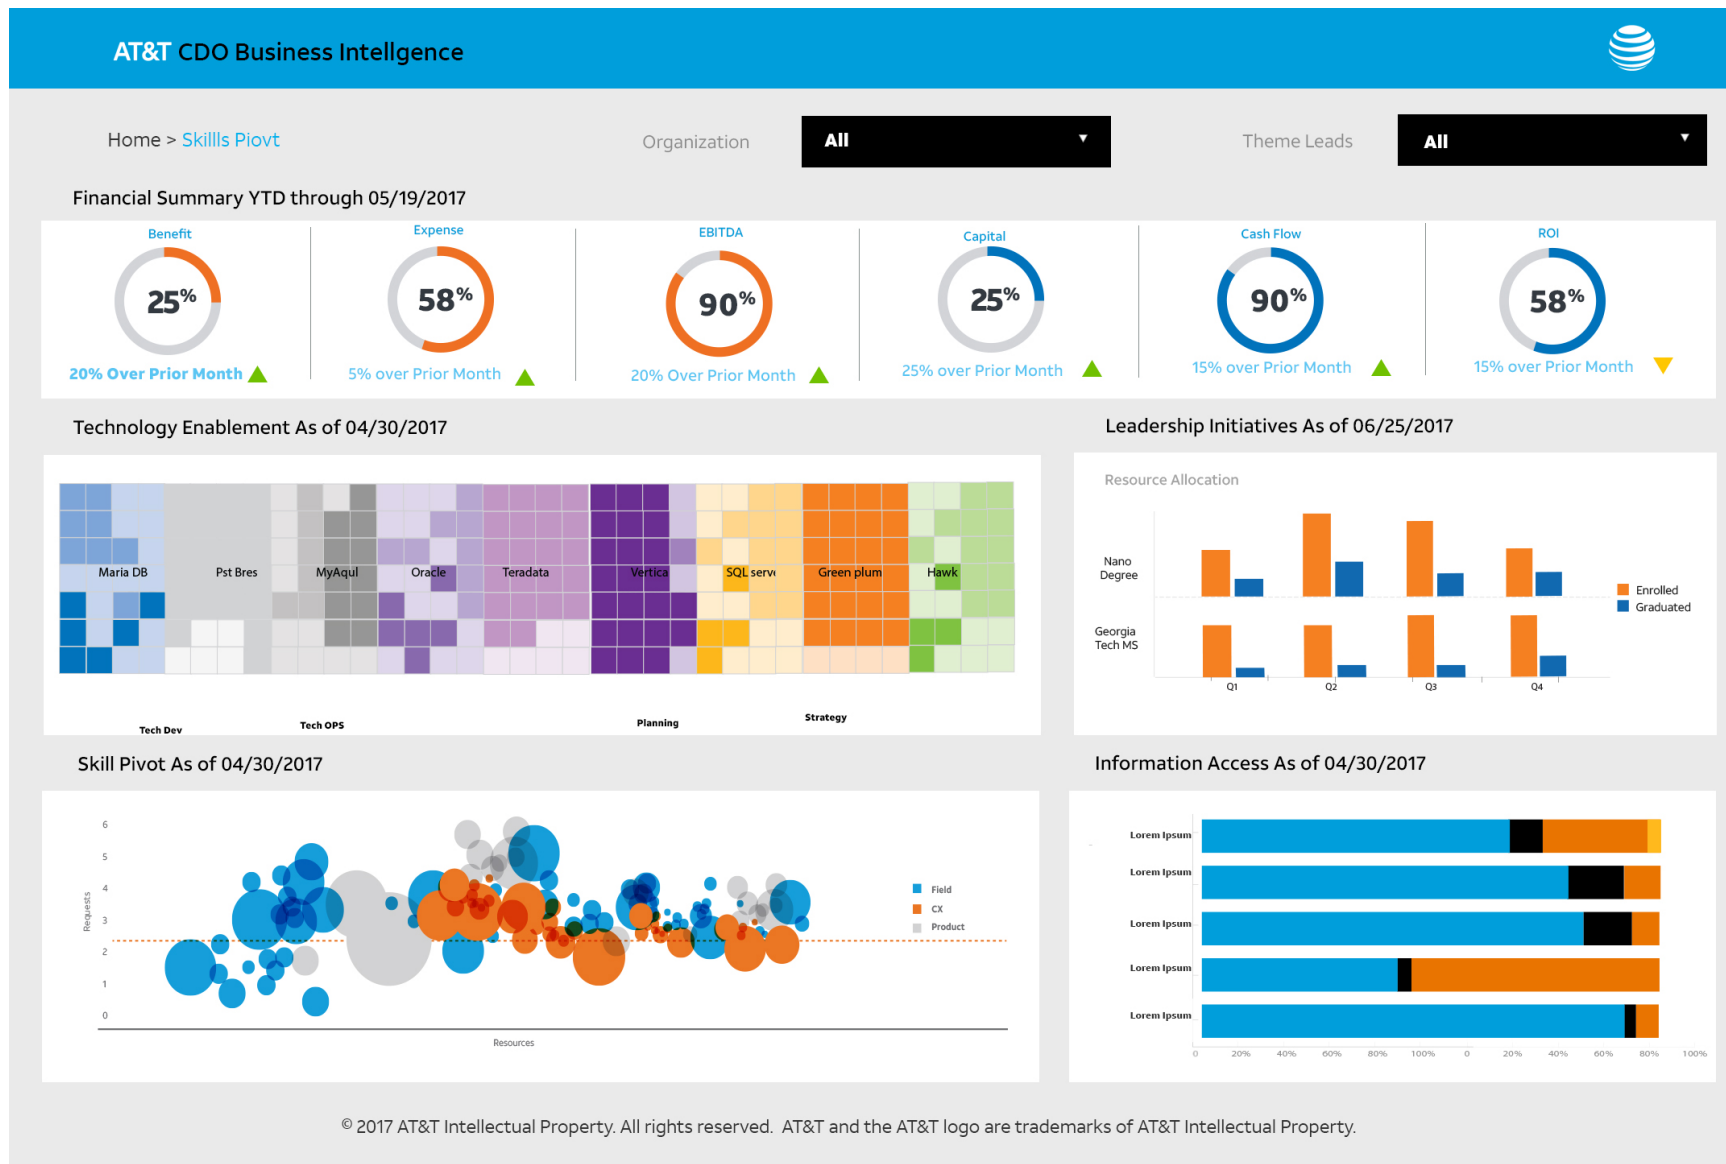 AT&T CDO Business Intellgence
Home > Skillls Piovt
Organization
All
Theme Leads
All
Financial Summary YTD through 05/19/2017
Benefit
25%
20% Over Prior Month
Expense
58%
5% over Prior Month
EBITDA
90%
20% Over Prior Month
Capital
25%
25% over Prior Month
Cash Flow
90%
15% over Prior Month
ROI
58%
15% over Prior Month
Technology Enablement As of 04/30/2017
Maria DB
Pst Bres
MyAqul
Oracle
Teradata
Vertica
SQL serv
Green plum
Hawk
Tech Dev
Tech OPS
Planning
Strategy
Leadership Initiatives As of 06/25/2017
Resource Allocation
Nano
Degree
Georgia
Tech MS
Q1
Q2
Q3
Q4
Enrolled
Graduated
Skill Pivot As of 04/30/2017
Requests
6
5
4
3
2
1
0
Resources
Field
CX
Product
Information Access As of 04/30/2017
Lorem Ipsum
Lorem Ipsum
Lorem Ipsum
Lorem Ipsum
Lorem Ipsum
0 20% 40% 60% 80% 100% 0 20% 40% 60% 80% 100%
© 2017 AT&T Intellectual Property. All rights reserved. AT&T and the AT&T logo are trademarks of AT&T Intellectual Property.